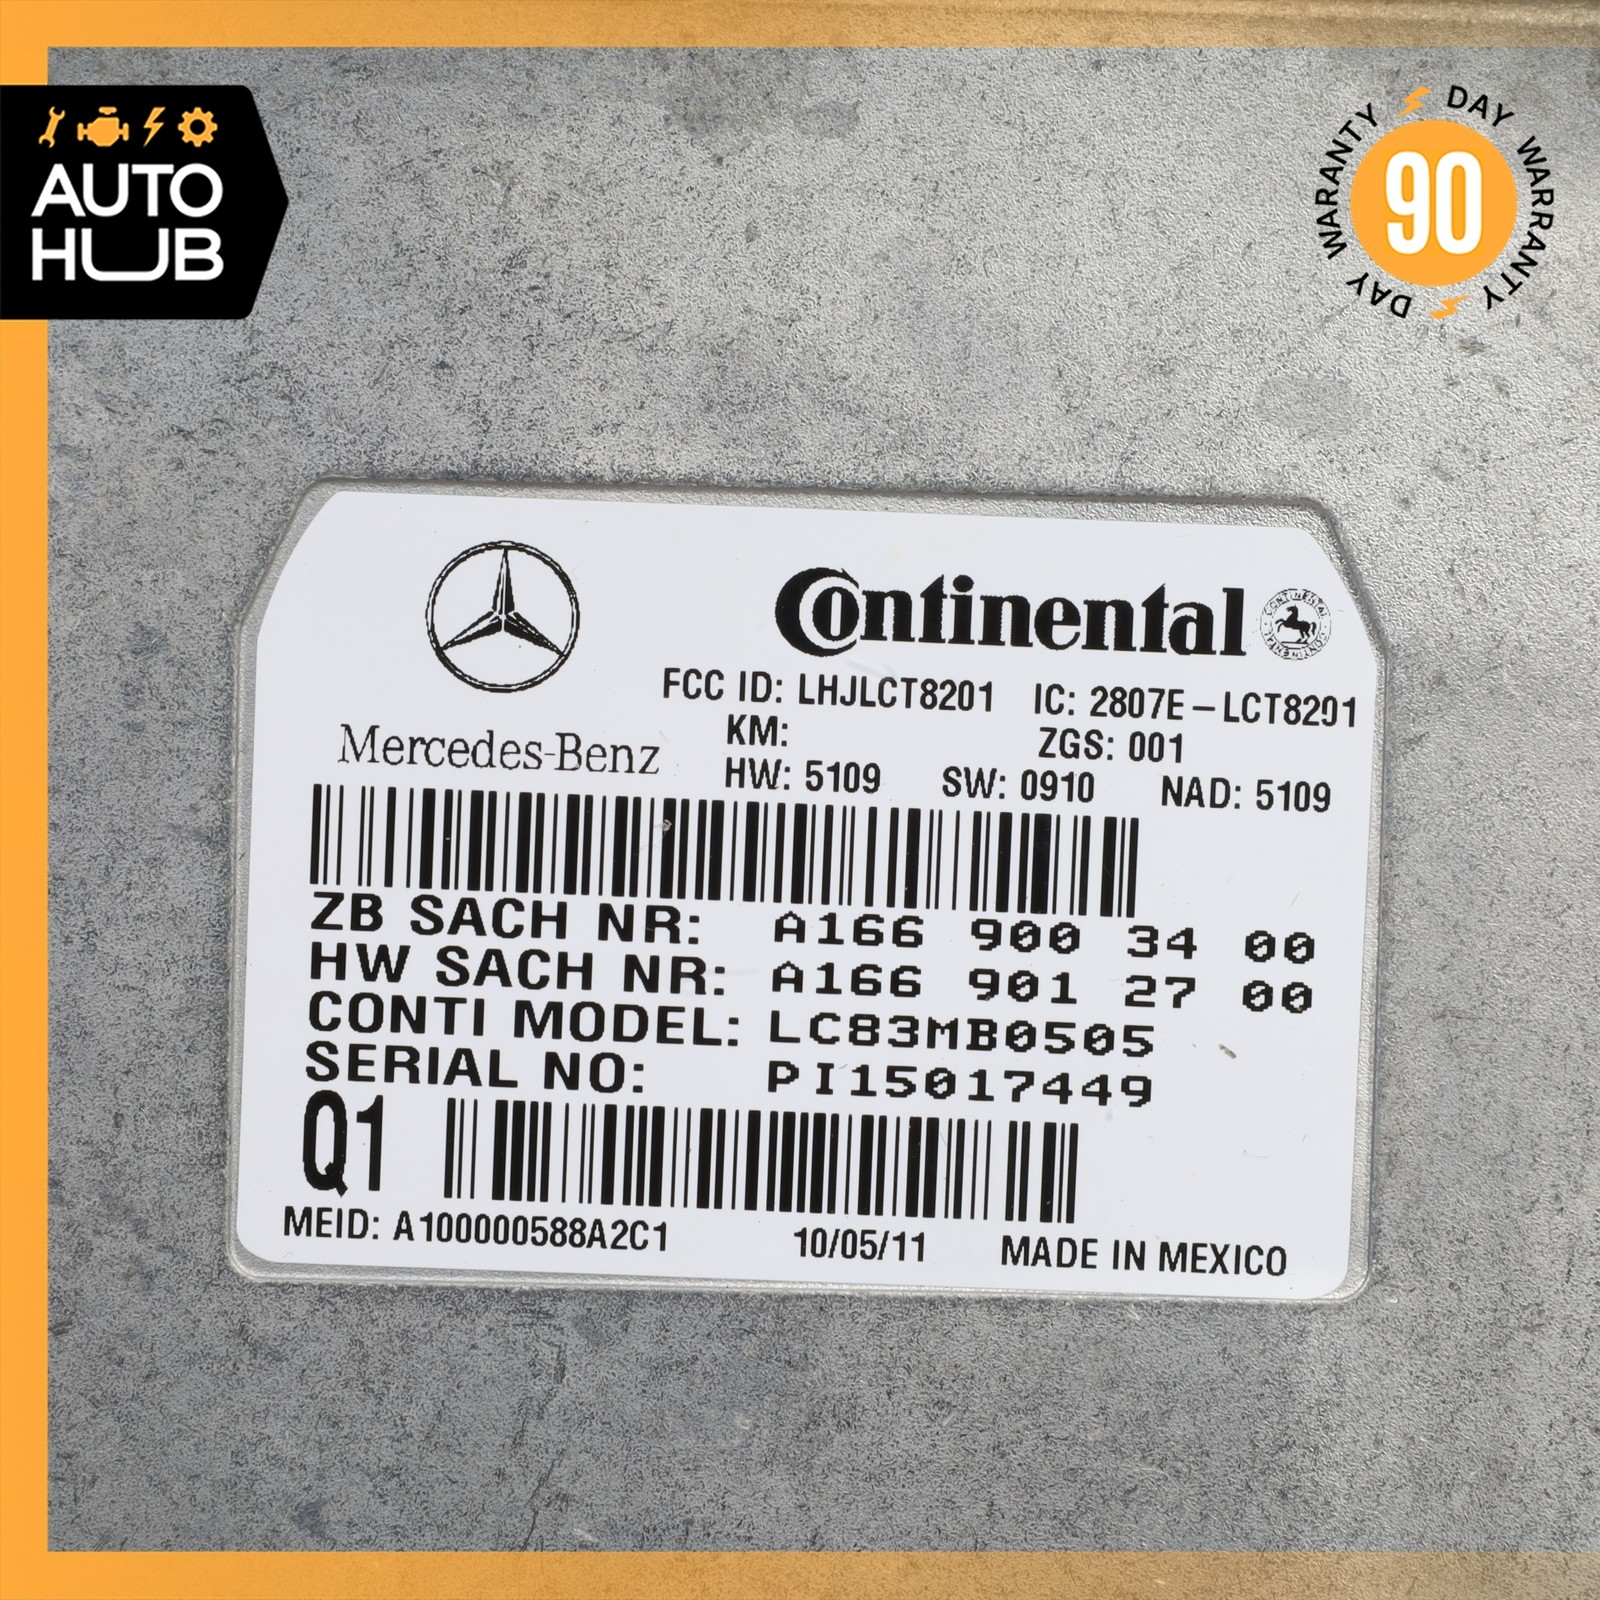 AUTO
HUB
DAY WARRANTY DAY WARRANTY
90
Continental
CONTINENTAL CONTINENTAL
FCC ID: LHJLCT8201 IC: 2807E-LCT8201
Mercedes-Benz
KM: ZGS: 001
HW: 5109 SW: 0910 NAD: 5109
ZB SACH NR: A166 900 34 00
HW SACH NR: A166 901 27 00
CONTI MODEL: LC83MB0505
SERIAL NO: PI15017449
Q1
MEID: A100000588A2C1 10/05/11 MADE IN MEXICO